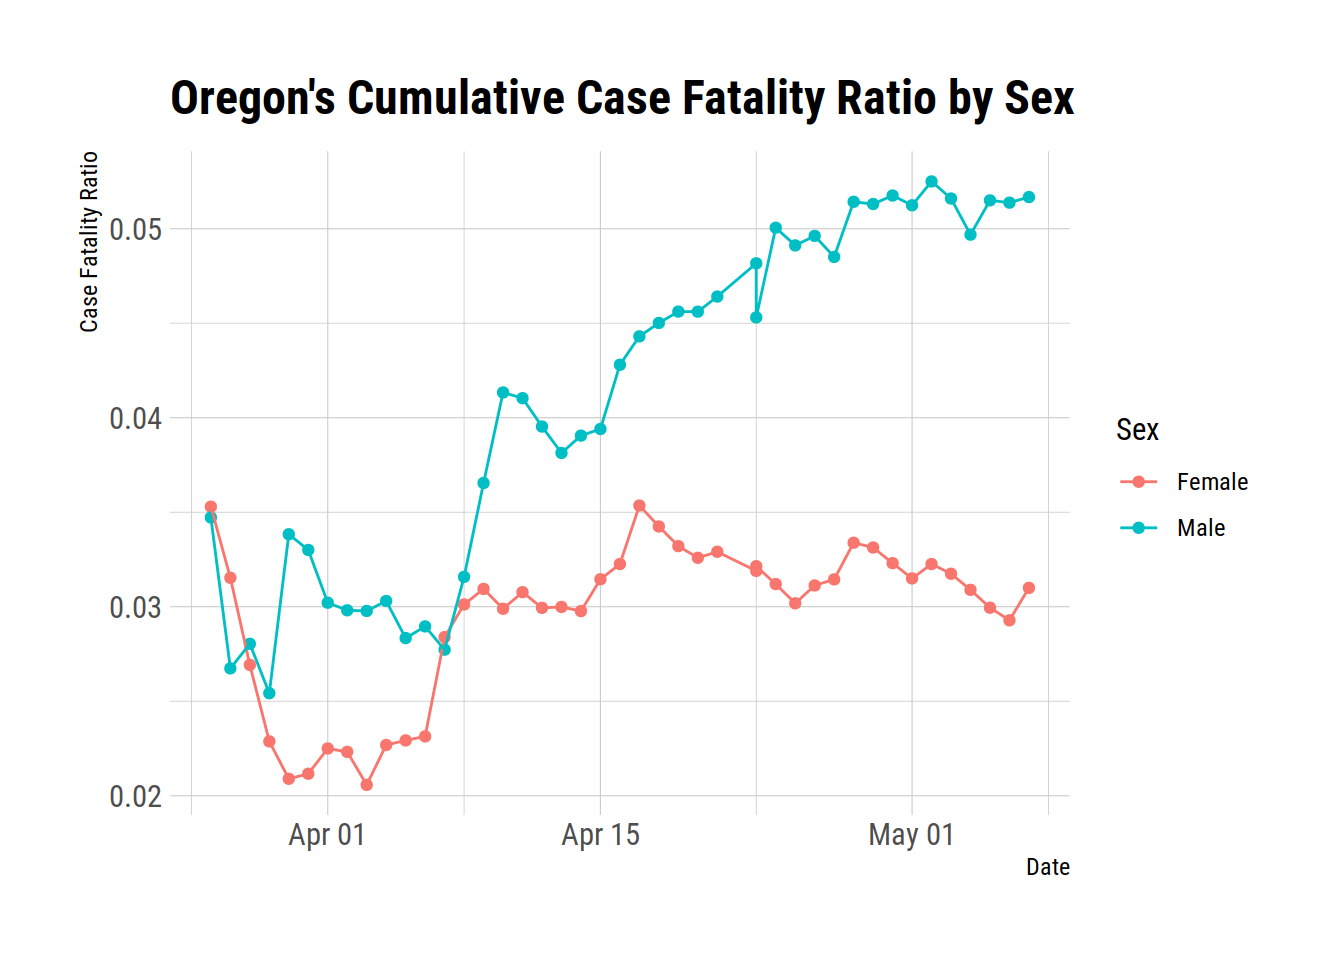 Oregon's Cumulative Case Fatality Ratio by Sex
Case Fatality Ratio
0.05
0.04
0.03
0.02
Apr 01
Apr 15
May 01
Date
Sex
Female
Male